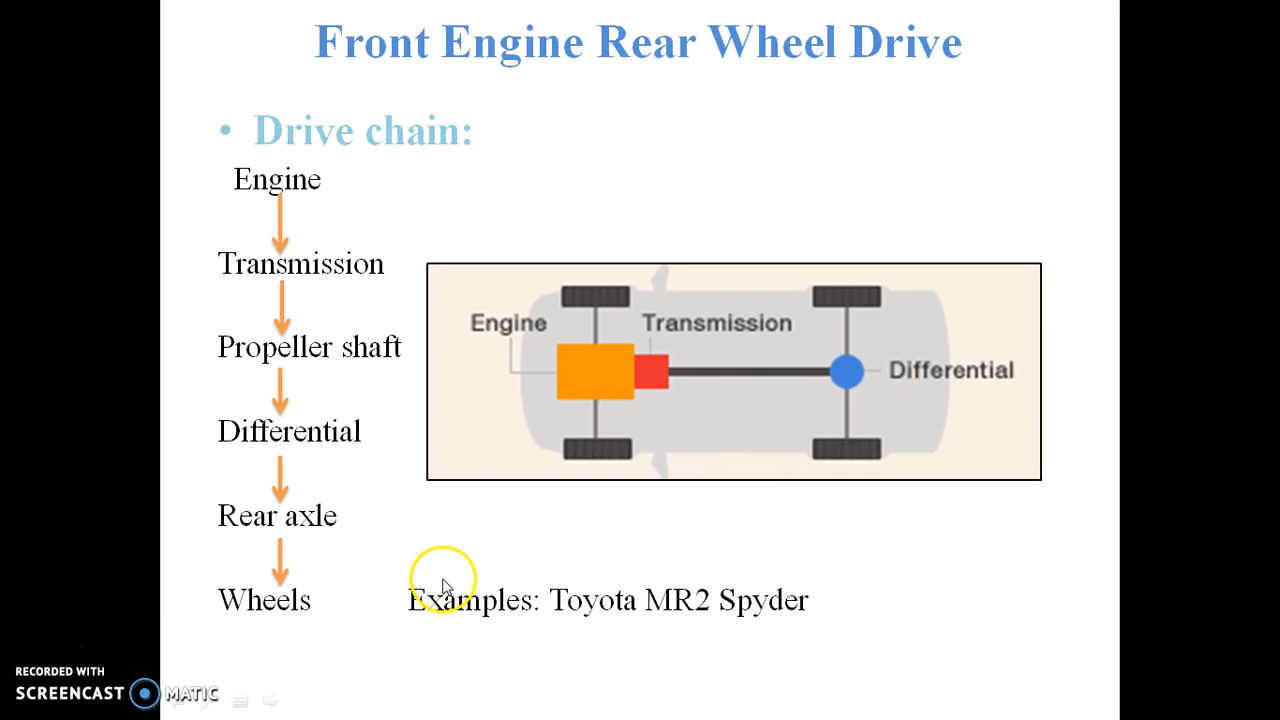 Front Engine Rear Wheel Drive
• Drive chain:
Engine
Transmission
Propeller shaft
Differential
Rear axle
Wheels
Engine
Transmission
Differential
Examples: Toyota MR2 Spyder
RECORDED WITH
SCREENCAST MATIC